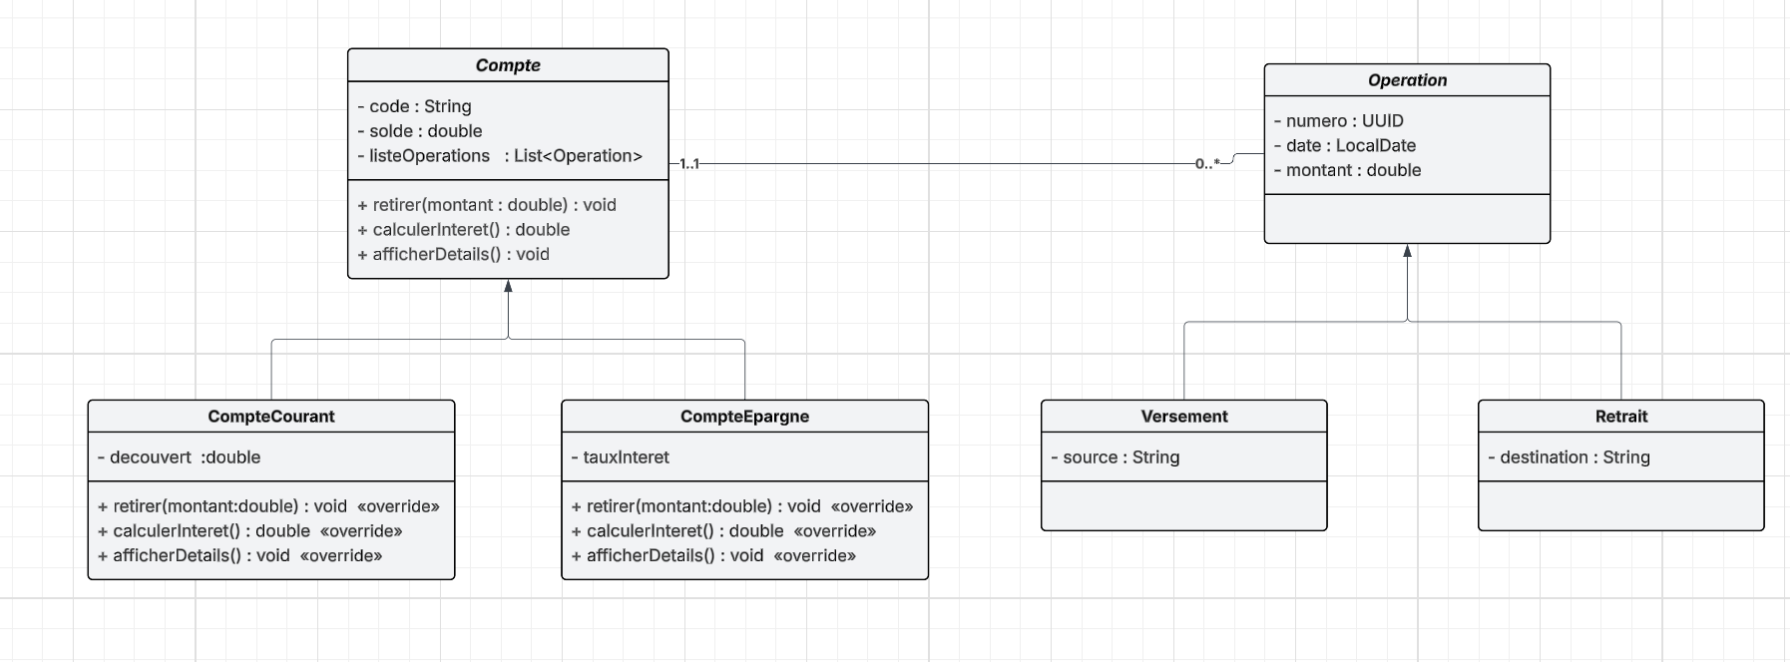 Compte
- code : String
- solde : double
- listeOperations : List<Operation>
+ retirer(montant : double) : void
+ calculerInteret() : double
+ afficherDetails() : void
1..1
0..*
Operation
- numero : UUID
- date : LocalDate
- montant : double
CompteCourant
- decouvert :double
+ retirer(montant:double) : void «override»
+ calculerInteret() : double «override»
+ afficherDetails() : void «override»
CompteEpargne
- tauxInteret
+ retirer(montant:double) : void «override»
+ calculerInteret() : double «override»
+ afficherDetails() : void «override»
Versement
- source : String
Retrait
- destination : String